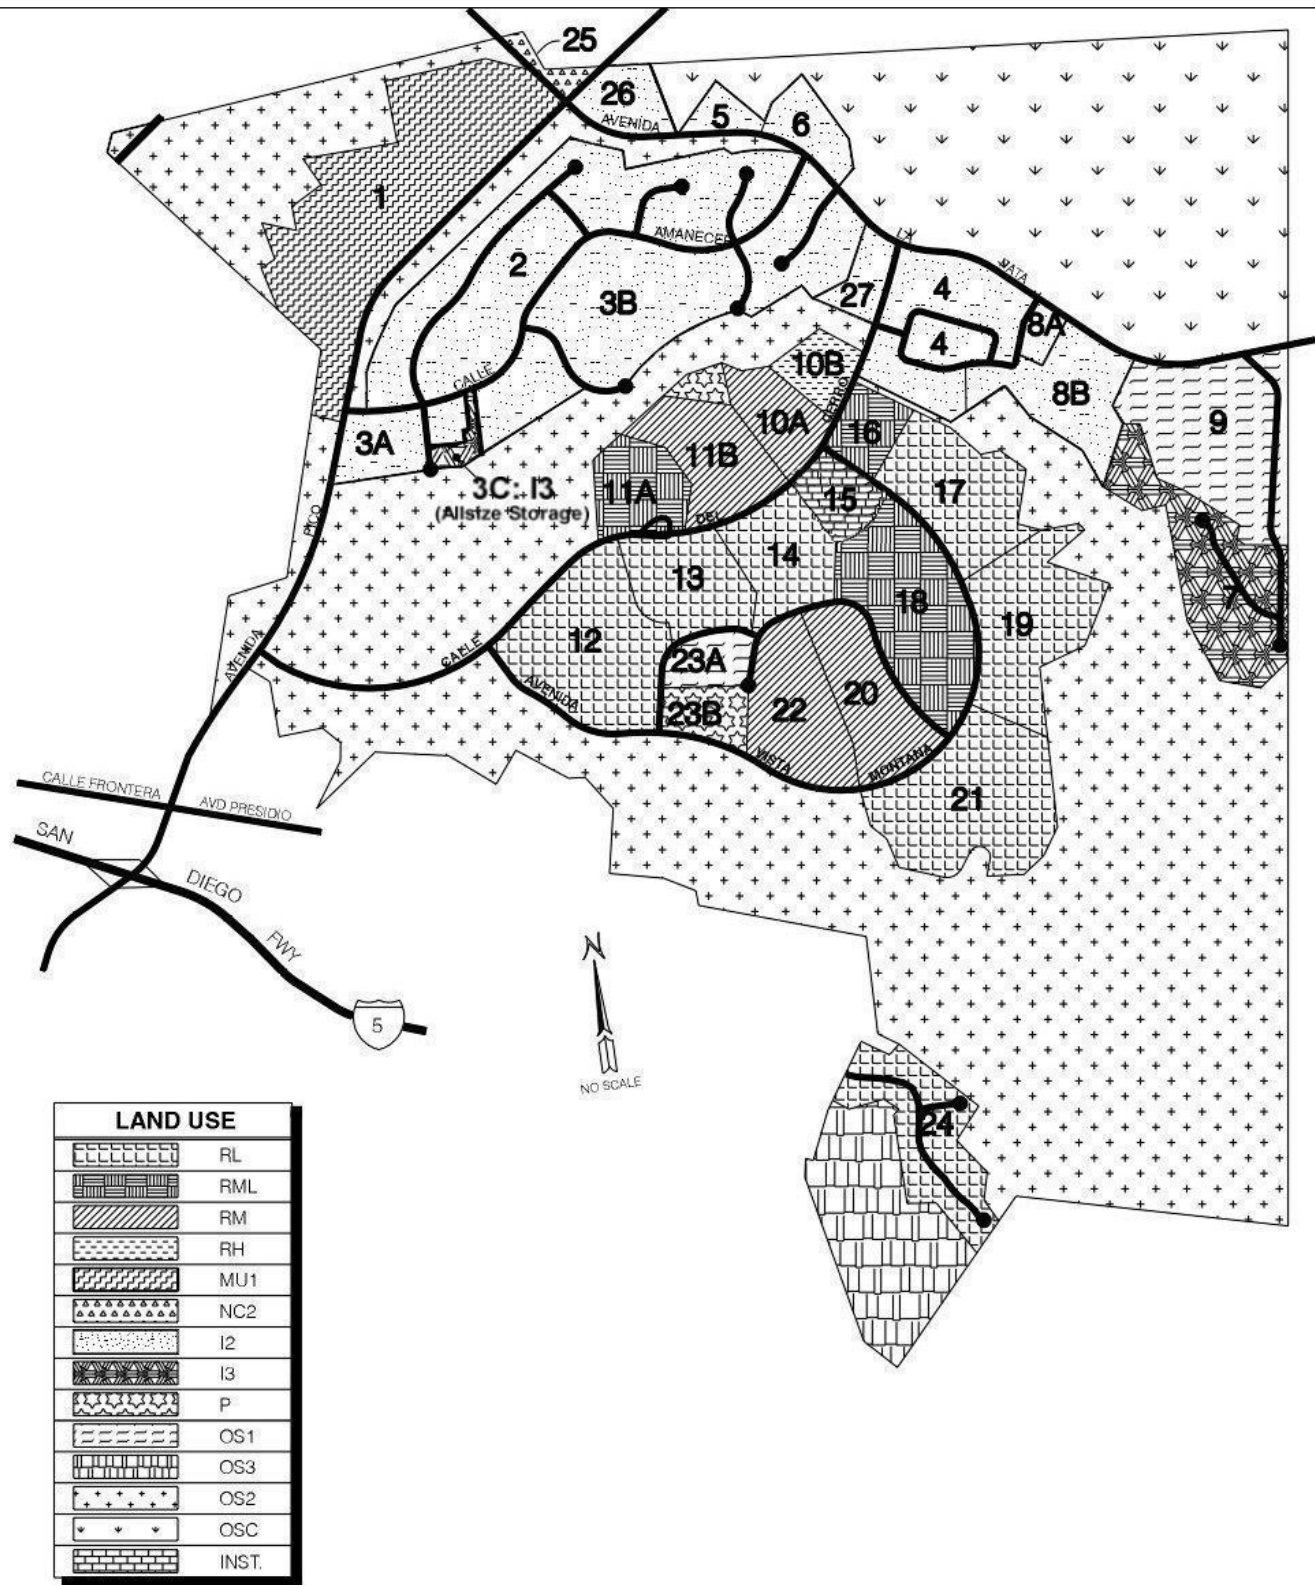 25
26
AVENIDA
5
6
1
2
AMANECER
3B
LA
PATA
27
4
4
8A
10B
CALLE
CERRO
8B
10A
16
9
3A
11B
17
11A
15
3C: I3
(Allsize Storage)
PICO
DEL
14
13
18
7
19
12
AVENIDA
CALLE
23A
AVENIDA
20
22
23B
VISTA
MONTANA
21
CALLE FRONTERA
AVD PRESIDIO
SAN
DIEGO
FWY
5
N
NO SCALE
24
LAND USE
RL
RML
RM
RH
MU1
NC2
I2
I3
P
OS1
OS3
OS2
OSC
INST.